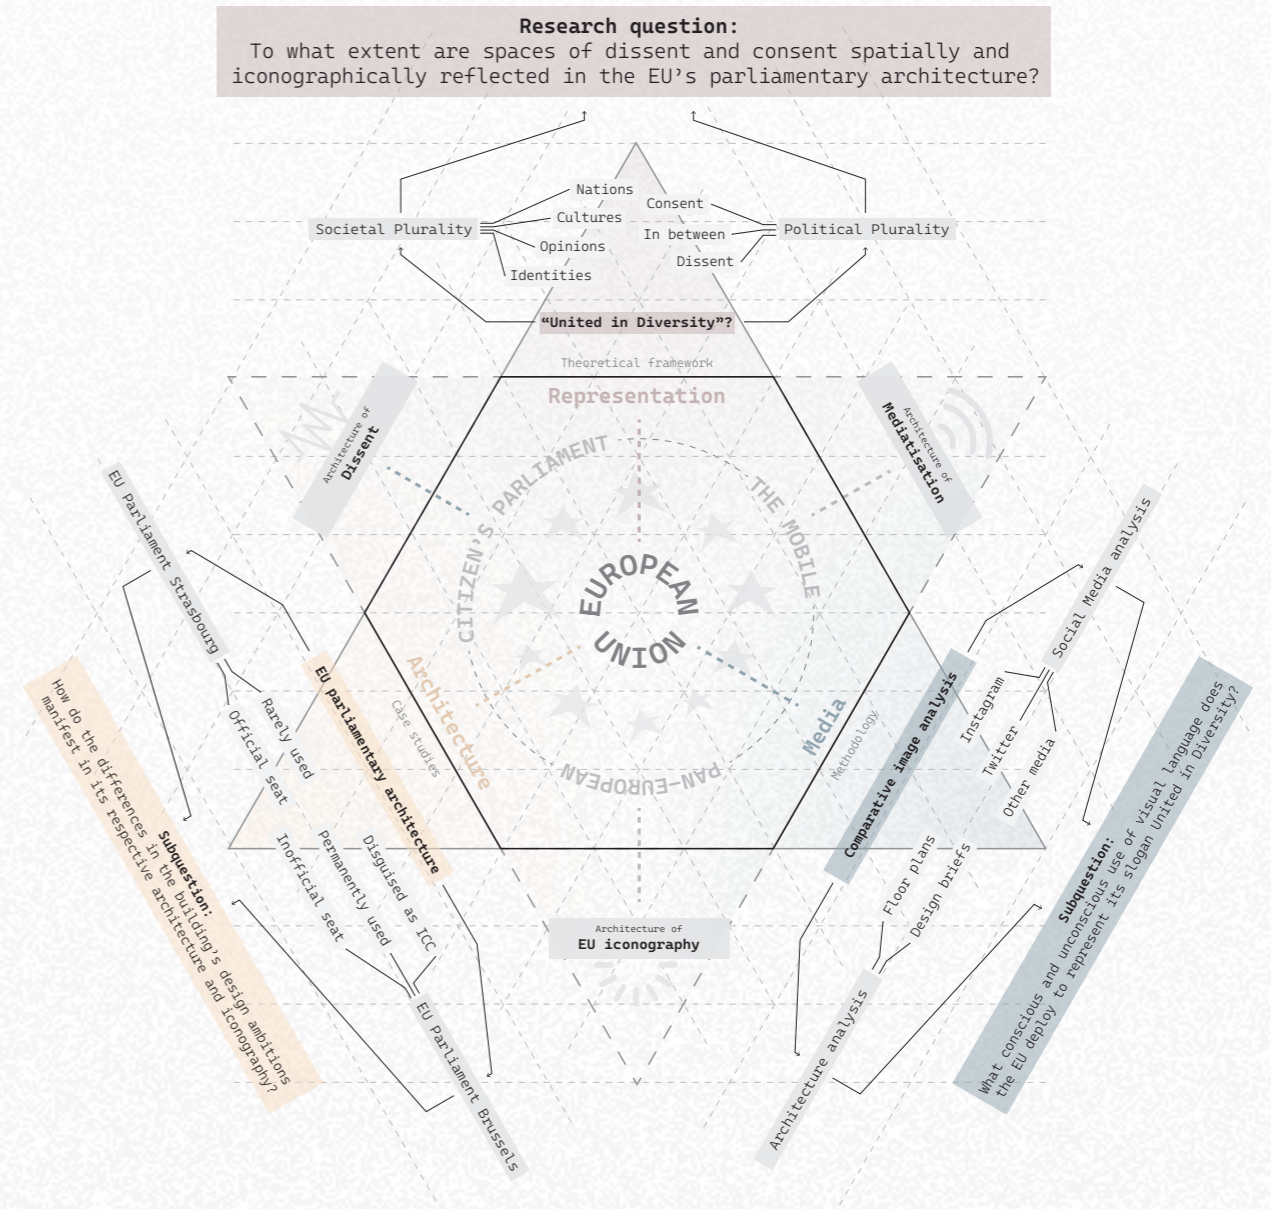 Research question:
To what extent are spaces of dissent and consent spatially and
iconographically reflected in the EU’s parliamentary architecture?
Nations
Consent
Cultures
Societal Plurality
Political Plurality
In between
Opinions
Dissent
Identities
“United in Diversity”?
Theoretical framework
Representation
Architecture of
Dissent
Architecture of
Mediatisation
CITIZEN’S PARLIAMENT
THE MOBILE
PAN-EUROPEAN
EUROPEAN
UNION
Architecture
Case studies
Media
Methodology
EU Parliament Strasbourg
Rarely used
Official seat
EU parliamentary architecture
Subquestion:
How do the differences in the building’s design ambitions
manifest in its respective architecture and iconography?
Disguised as ICC
Permanently used
Inofficial seat
EU Parliament Brussels
Architecture of
EU iconography
Social Media analysis
Instagram
Twitter
Other media
Comparative image analysis
Floor plans
Design briefs
Architecture analysis
Subquestion:
What conscious and unconscious use of visual language does
the EU deploy to represent its slogan United in Diversity?